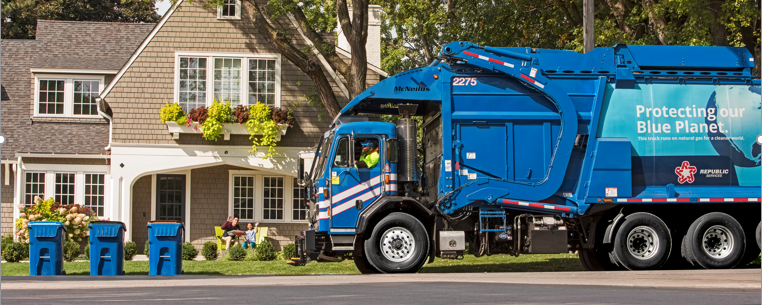 McNeilus
2275
Protecting our
Blue Planet.
This truck runs on natural gas for a cleaner world.
REPUBLIC
SERVICES